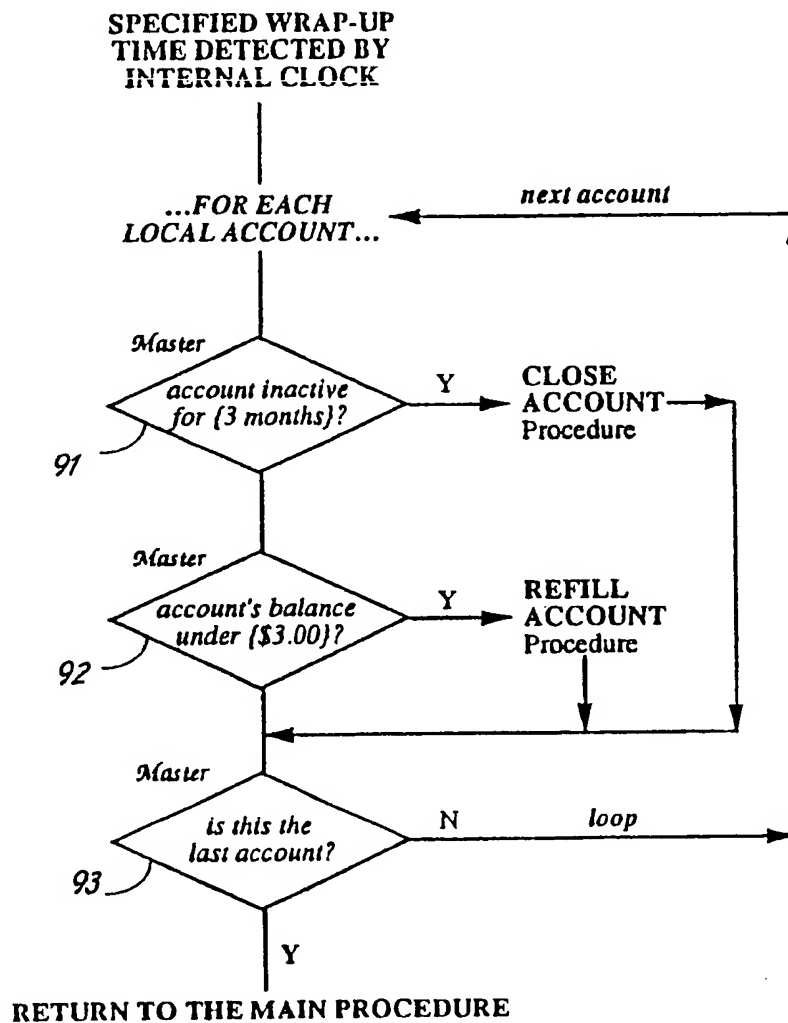 SPECIFIED WRAP-UP
TIME DETECTED BY
INTERNAL CLOCK
...FOR EACH
LOCAL ACCOUNT...
next account
Master
account inactive
for {3 months}?
Y
CLOSE
ACCOUNT
Procedure
91
Master
account's balance
under {$3.00}?
Y
REFILL
ACCOUNT
Procedure
92
Master
is this the
last account?
N
loop
93
Y
RETURN TO THE MAIN PROCEDURE